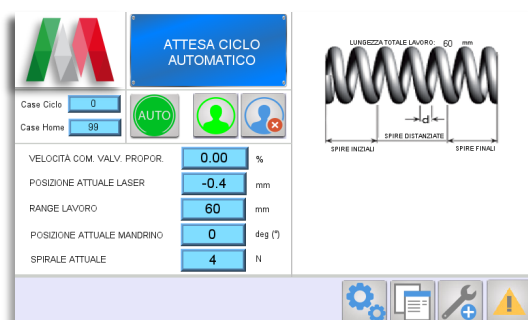 ATTESA CICLO
AUTOMATICO
Case Ciclo 0
Case Home 99
AUTO
VELOCITÀ COM. VALV. PROPOR. 0.00 %
POSIZIONE ATTUALE LASER -0.4 mm
RANGE LAVORO 60 mm
POSIZIONE ATTUALE MANDRINO 0 deg (°)
SPIRALE ATTUALE 4 N
LUNGEZZA TOTALE LAVORO: 60 mm
d
SPIRE DISTANZIATE
SPIRE INIZIALI SPIRE FINALI